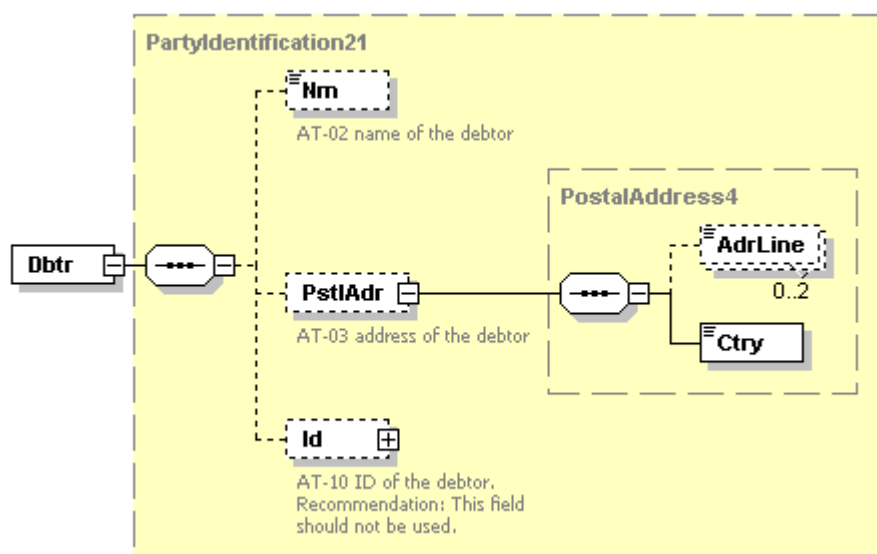 PartyIdentification21
Nm
AT-02 name of the debtor
PostalAddress4
AdrLine
0..2
Dbtr
PstlAdr
AT-03 address of the debtor
Ctry
Id
AT-10 ID of the debtor.
Recommendation: This field
should not be used.